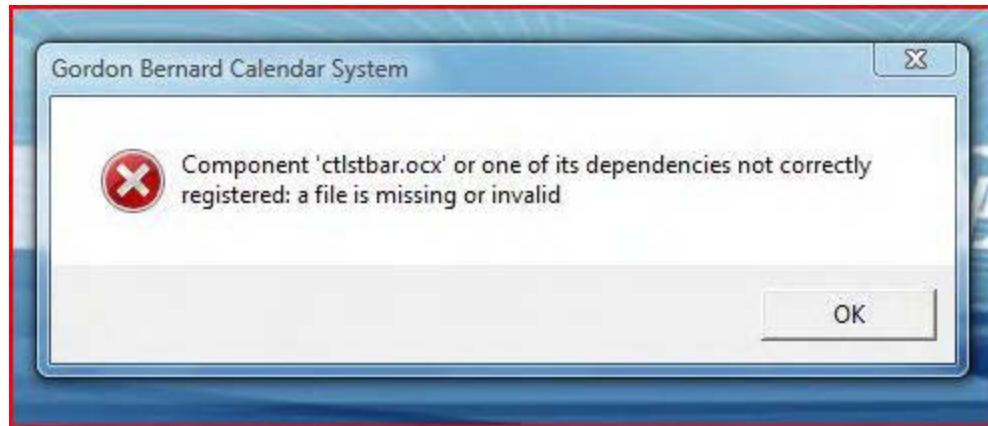 Gordon Bernard Calendar System
Component 'ctlstbar.ocx' or one of its dependencies not correctly
registered: a file is missing or invalid
OK